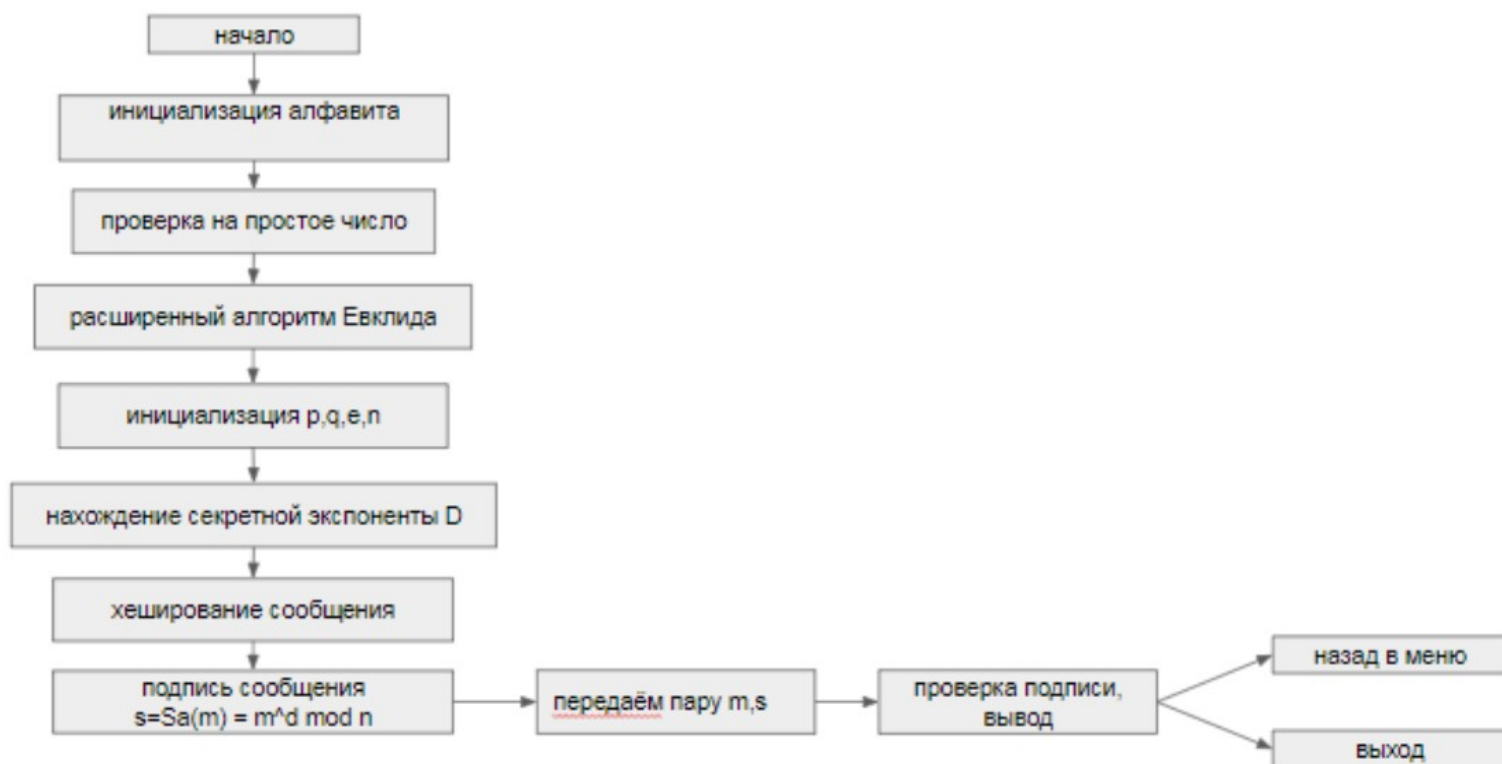 начало
инициализация алфавита
проверка на простое число
расширенный алгоритм Евклида
инициализация p,q,e,n
нахождение секретной экспоненты D
хеширование сообщения
подпись сообщения
s=Sa(m) = m^d mod n
передаём пару m,s
проверка подписи,
вывод
назад в меню
выход